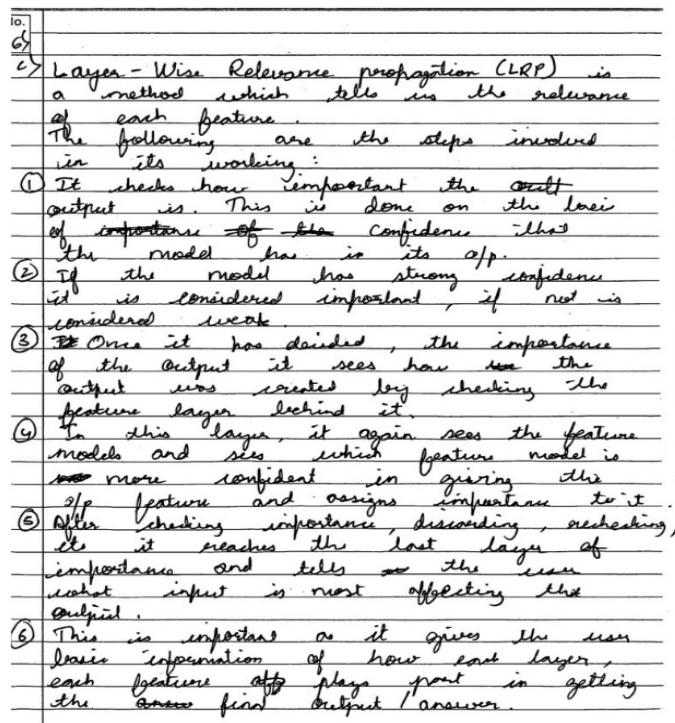 No.
6)
c) Layer - Wise Relevance propagation (LRP) is
a method which tells us the relevance
of each feature.
The following are the steps involved
in its working:
① It checks how important the
output is. This is done on the
of importance of the confidence that
the model has in its o/p.
② If the model has strong confidence
it is considered important, if not is
considered weak.
③ It Once it has decided, the importance
of the output it sees how the
output was created by checking the
feature layer behind it.
④ In this layer, it again sees the feature
models and sees which feature model is
more confident in giving the
o/p feature and assigns importance to it.
⑤ After checking importance, discarding, rechecking,
etc it reaches the last layer of
importance and tells the user
what input is most affecting the
output.
⑥ This is important as it gives the user
basic information of how each layer,
each feature plays part in getting
the final output / answer.